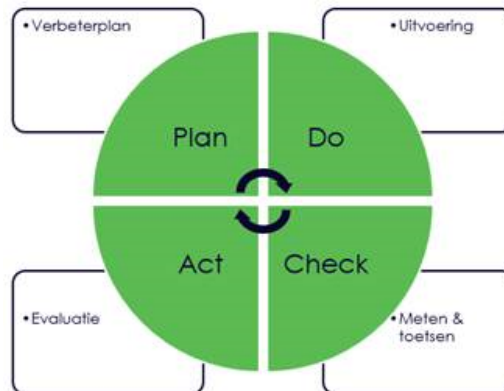 •Verbeterplan
•Uitvoering
Plan
Do
Act
Check
•Evaluatie
•Meten &
toetsen